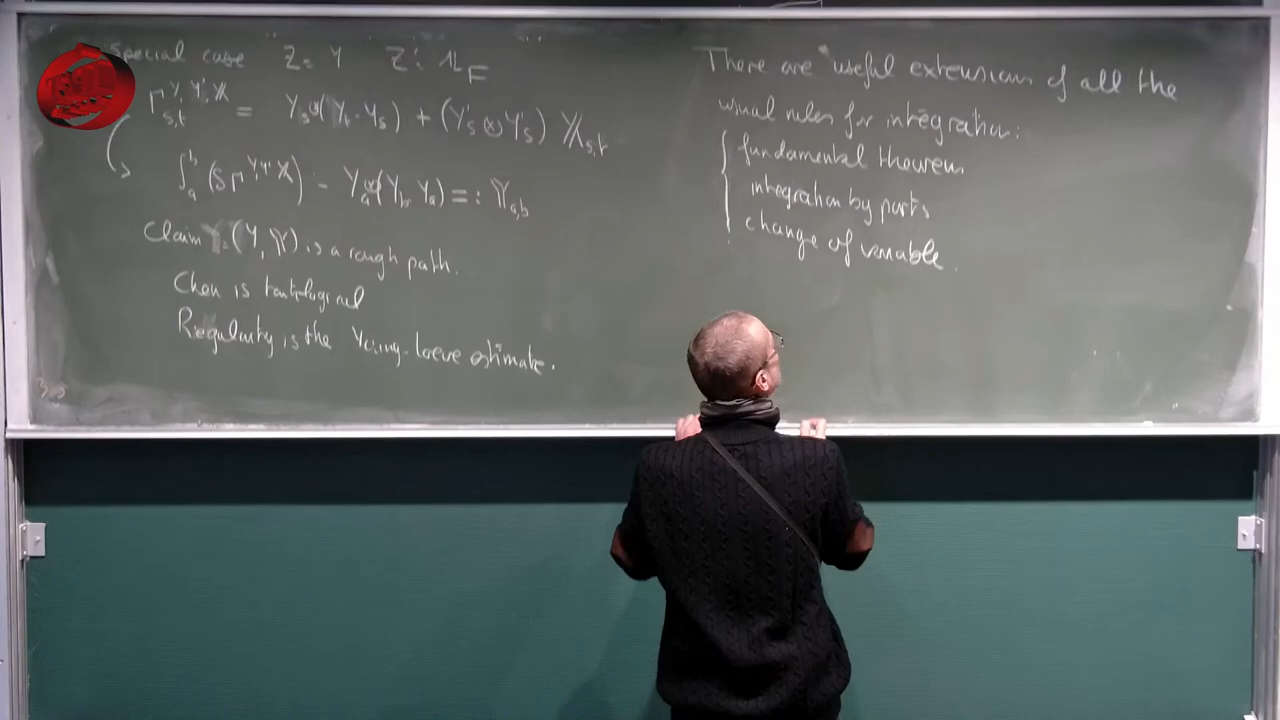 Special case Z = Y Z' = 1_F
Γ_{s,t}^{Y,Y',𝕏} = Y_s ⊗ (Y_t - Y_s) + (Y'_s ⊗ Y'_s) 𝕏_{s,t}
∫_a^b (δΓ^{Y,Y',𝕏}) - Y_a ⊗ (Y_b - Y_a) =: 𝕐_{a,b}
Claim (Y, 𝕐) is a rough path.
Chen is tautological
Regularity is the Young-Loeve estimate.
There are useful extensions of all the
usual rules for integration:
fundamental theorem
integration by parts
change of variable.